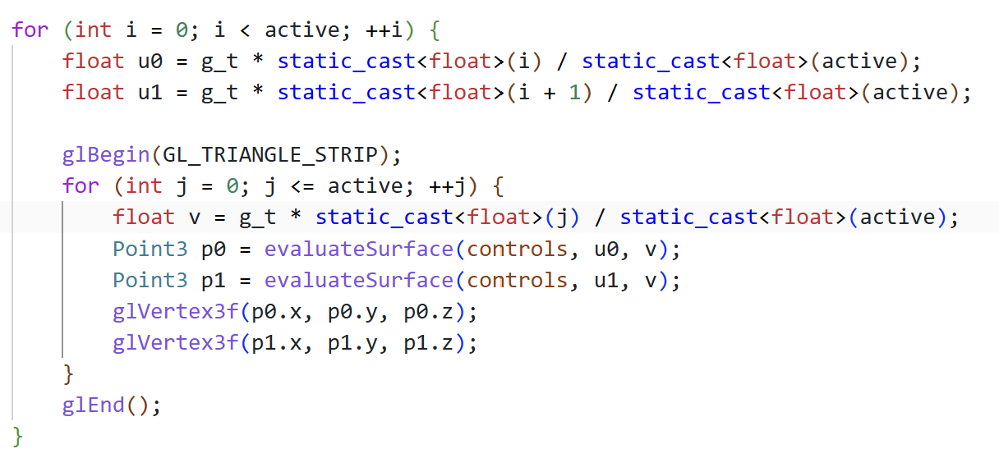 for (int i = 0; i < active; ++i) {
    float u0 = g_t * static_cast<float>(i) / static_cast<float>(active);
    float u1 = g_t * static_cast<float>(i + 1) / static_cast<float>(active);

    glBegin(GL_TRIANGLE_STRIP);
    for (int j = 0; j <= active; ++j) {
        float v = g_t * static_cast<float>(j) / static_cast<float>(active);
        Point3 p0 = evaluateSurface(controls, u0, v);
        Point3 p1 = evaluateSurface(controls, u1, v);
        glVertex3f(p0.x, p0.y, p0.z);
        glVertex3f(p1.x, p1.y, p1.z);
    }
    glEnd();
}